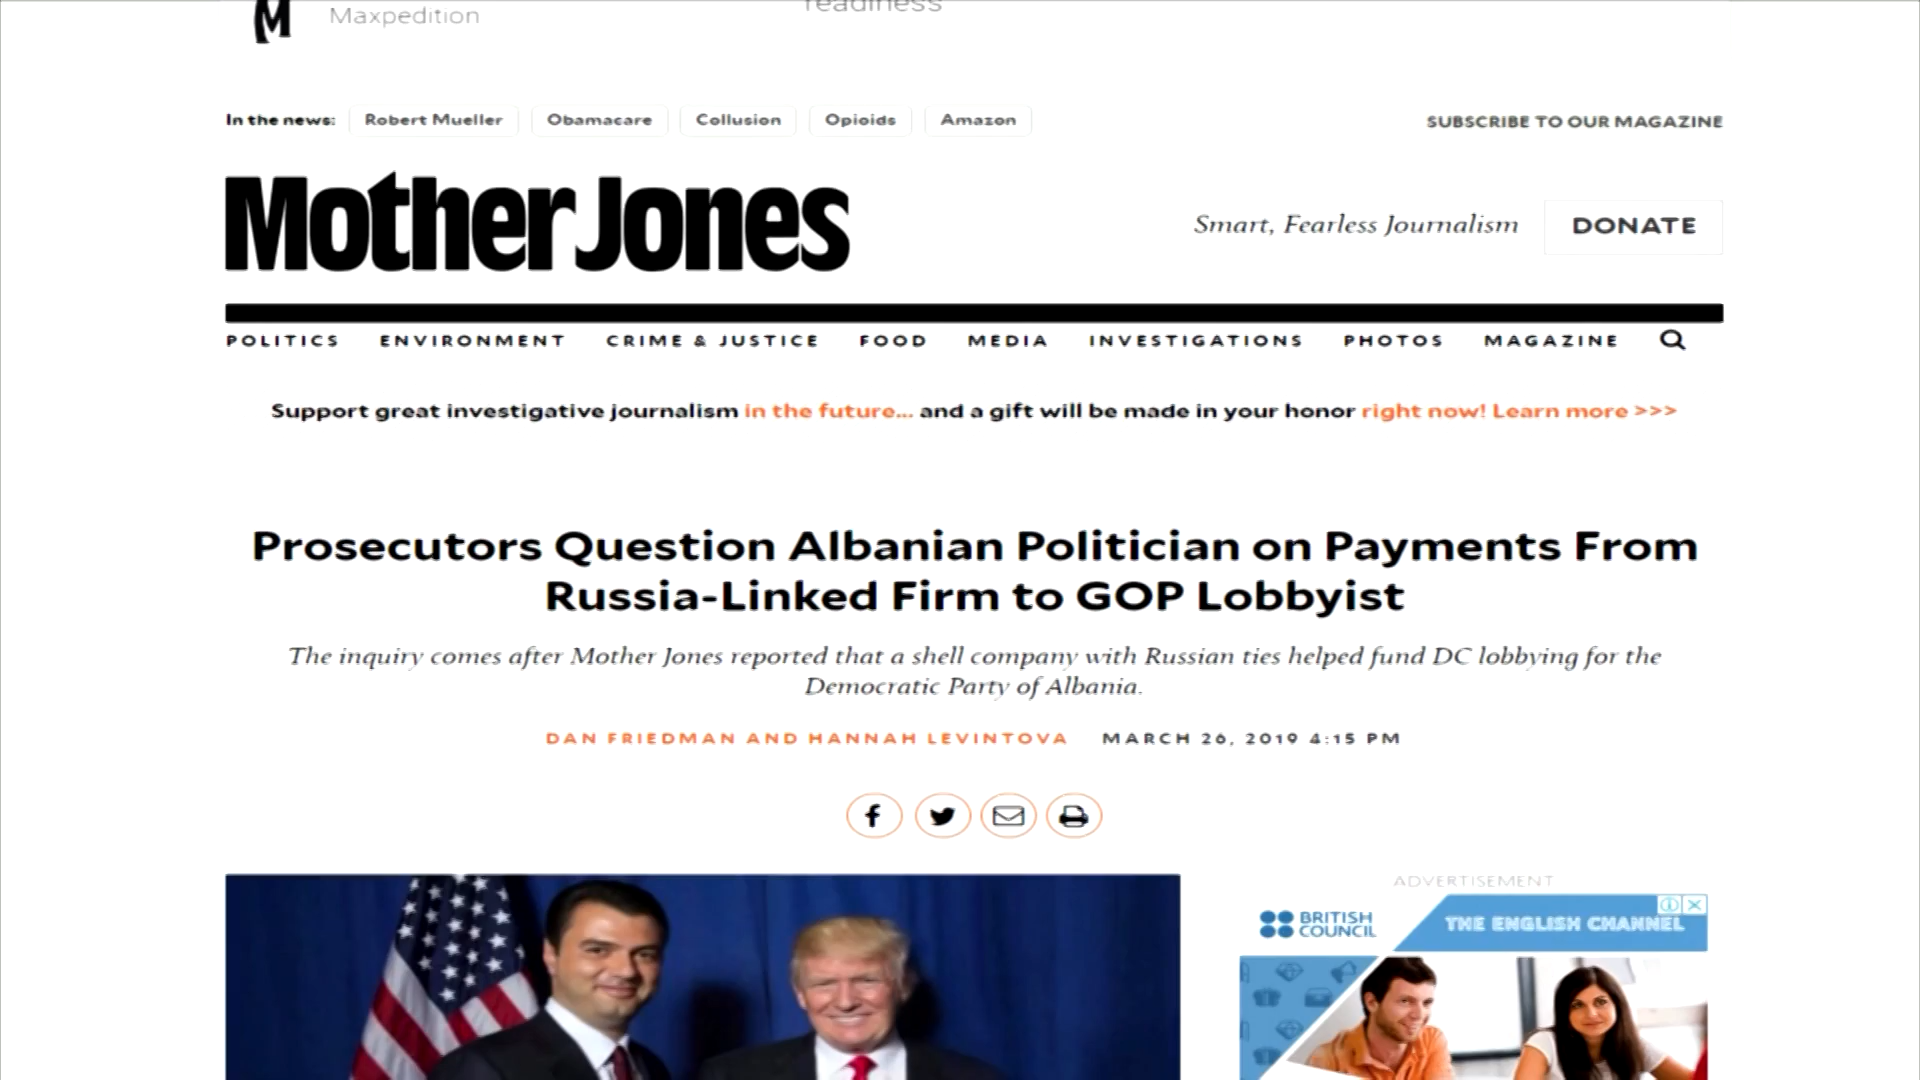 readiness
Maxpedition
In the news: Robert Mueller Obamacare Collusion Opioids Amazon
SUBSCRIBE TO OUR MAGAZINE
Mother Jones
Smart, Fearless Journalism
DONATE
POLITICS ENVIRONMENT CRIME & JUSTICE FOOD MEDIA INVESTIGATIONS PHOTOS MAGAZINE
Support great investigative journalism in the future... and a gift will be made in your honor right now! Learn more >>>
Prosecutors Question Albanian Politician on Payments From
Russia-Linked Firm to GOP Lobbyist
The inquiry comes after Mother Jones reported that a shell company with Russian ties helped fund DC lobbying for the
Democratic Party of Albania.
DAN FRIEDMAN AND HANNAH LEVINTOVA MARCH 26, 2019 4:15 PM
ADVERTISEMENT
BRITISH
COUNCIL
THE ENGLISH CHANNEL